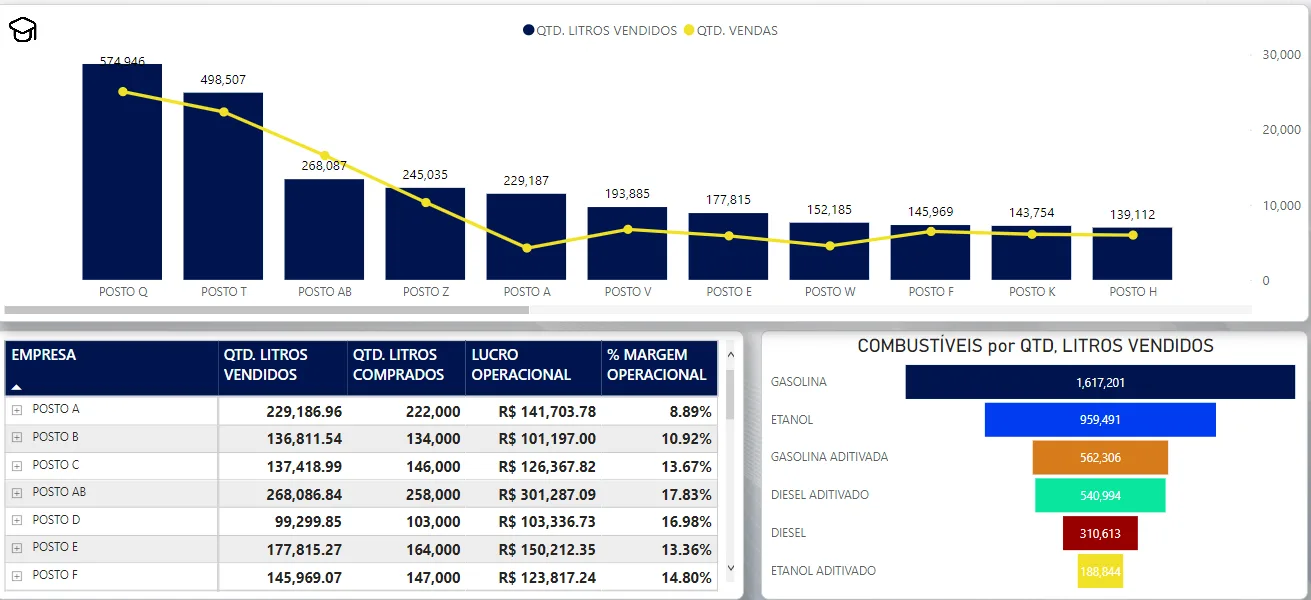 QTD. LITROS VENDIDOS QTD. VENDAS
574,946
498,507
268,087
245,035
229,187
193,885
177,815
152,185
145,969
143,754
139,112
30,000
20,000
10,000
0
POSTO Q POSTO T POSTO AB POSTO Z POSTO A POSTO V POSTO E POSTO W POSTO F POSTO K POSTO H
EMPRESA QTD. LITROS VENDIDOS QTD. LITROS COMPRADOS LUCRO OPERACIONAL % MARGEM OPERACIONAL
POSTO A 229,186.96 222,000 R$ 141,703.78 8.89%
POSTO B 136,811.54 134,000 R$ 101,197.00 10.92%
POSTO C 137,418.99 146,000 R$ 126,367.82 13.67%
POSTO AB 268,086.84 258,000 R$ 301,287.09 17.83%
POSTO D 99,299.85 103,000 R$ 103,336.73 16.98%
POSTO E 177,815.27 164,000 R$ 150,212.35 13.36%
POSTO F 145,969.07 147,000 R$ 123,817.24 14.80%
COMBUSTÍVEIS por QTD, LITROS VENDIDOS
GASOLINA 1,617,201
ETANOL 959,491
GASOLINA ADITIVADA 562,306
DIESEL ADITIVADO 540,994
DIESEL 310,613
ETANOL ADITIVADO 188,844